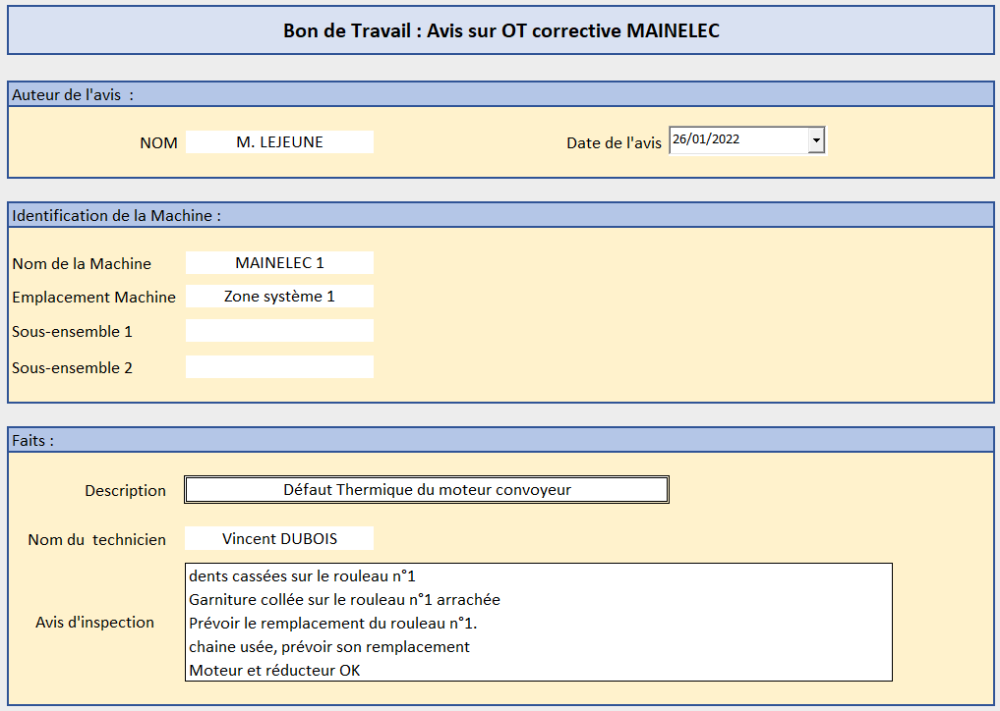 Bon de Travail : Avis sur OT corrective MAINELEC
Auteur de l'avis :
NOM M. LEJEUNE Date de l'avis 26/01/2022
Identification de la Machine :
Nom de la Machine MAINELEC 1
Emplacement Machine Zone système 1
Sous-ensemble 1
Sous-ensemble 2
Faits :
Description Défaut Thermique du moteur convoyeur
Nom du technicien Vincent DUBOIS
Avis d'inspection
dents cassées sur le rouleau n°1
Garniture collée sur le rouleau n°1 arrachée
Prévoir le remplacement du rouleau n°1.
chaine usée, prévoir son remplacement
Moteur et réducteur OK